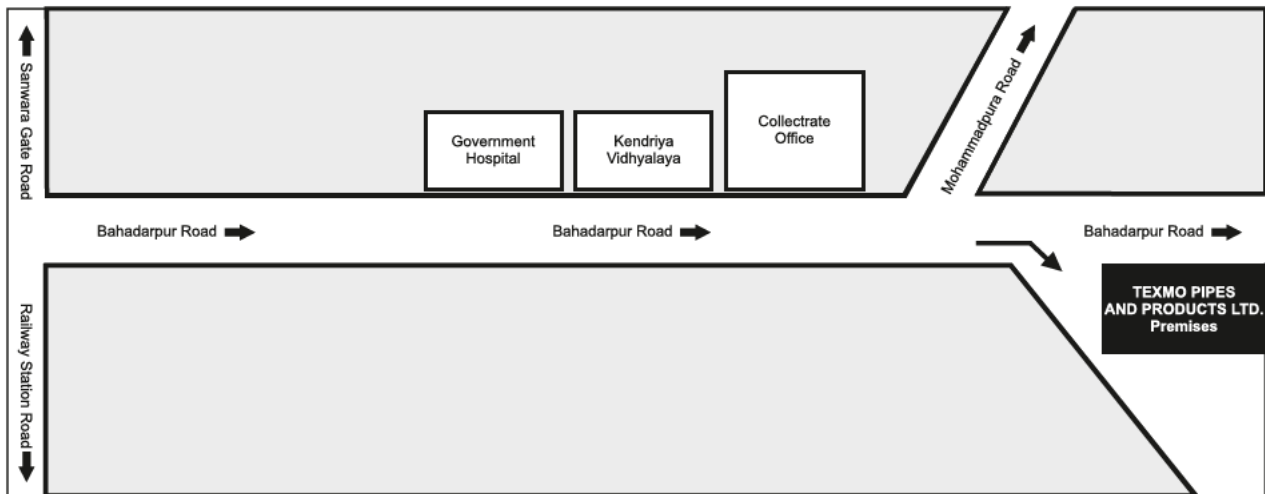 Sanwara Gate Road
Mohammadpura Road
Collectrate
Office
Government
Hospital
Kendriya
Vidhyalaya
Bahadarpur Road
Bahadarpur Road
Bahadarpur Road
TEXMO PIPES
AND PRODUCTS LTD.
Premises
Railway Station Road